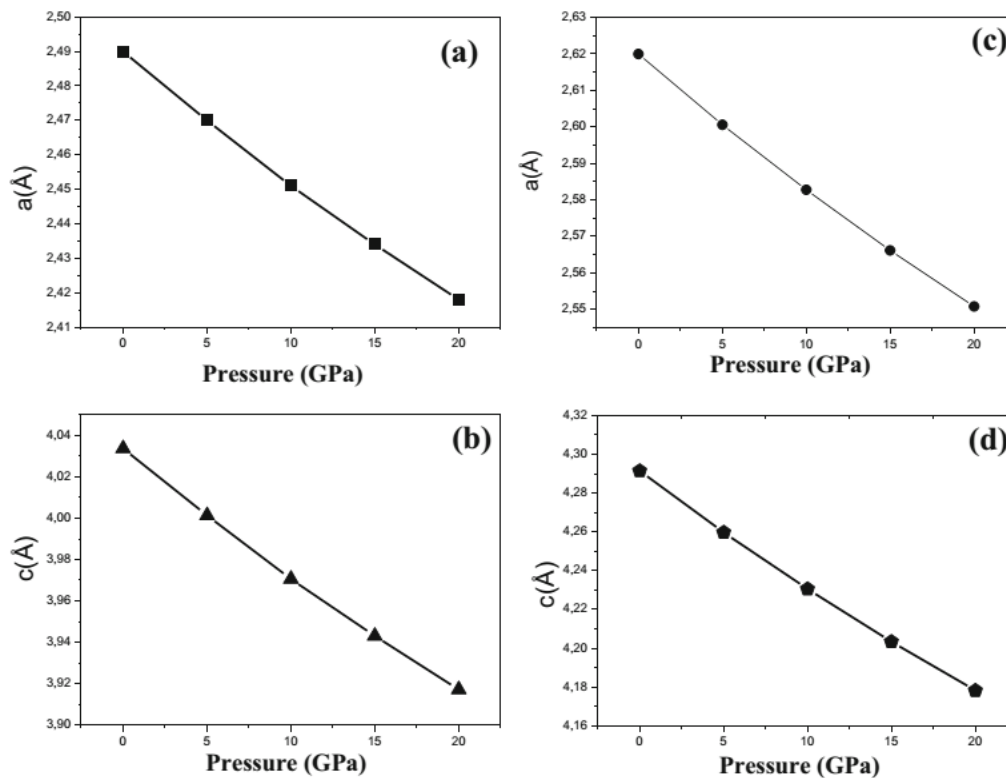 (a)
2,50
2,49
2,48
2,47
2,46
2,45
2,44
2,43
2,42
2,41
a(Å)
0 5 10 15 20
Pressure (GPa)
(c)
2,63
2,62
2,61
2,60
2,59
2,58
2,57
2,56
2,55
a(Å)
0 5 10 15 20
Pressure (GPa)
(b)
4,04
4,02
4,00
3,98
3,96
3,94
3,92
3,90
c(Å)
0 5 10 15 20
Pressure (GPa)
(d)
4,32
4,30
4,28
4,26
4,24
4,22
4,20
4,18
4,16
c(Å)
0 5 10 15 20
Pressure (GPa)